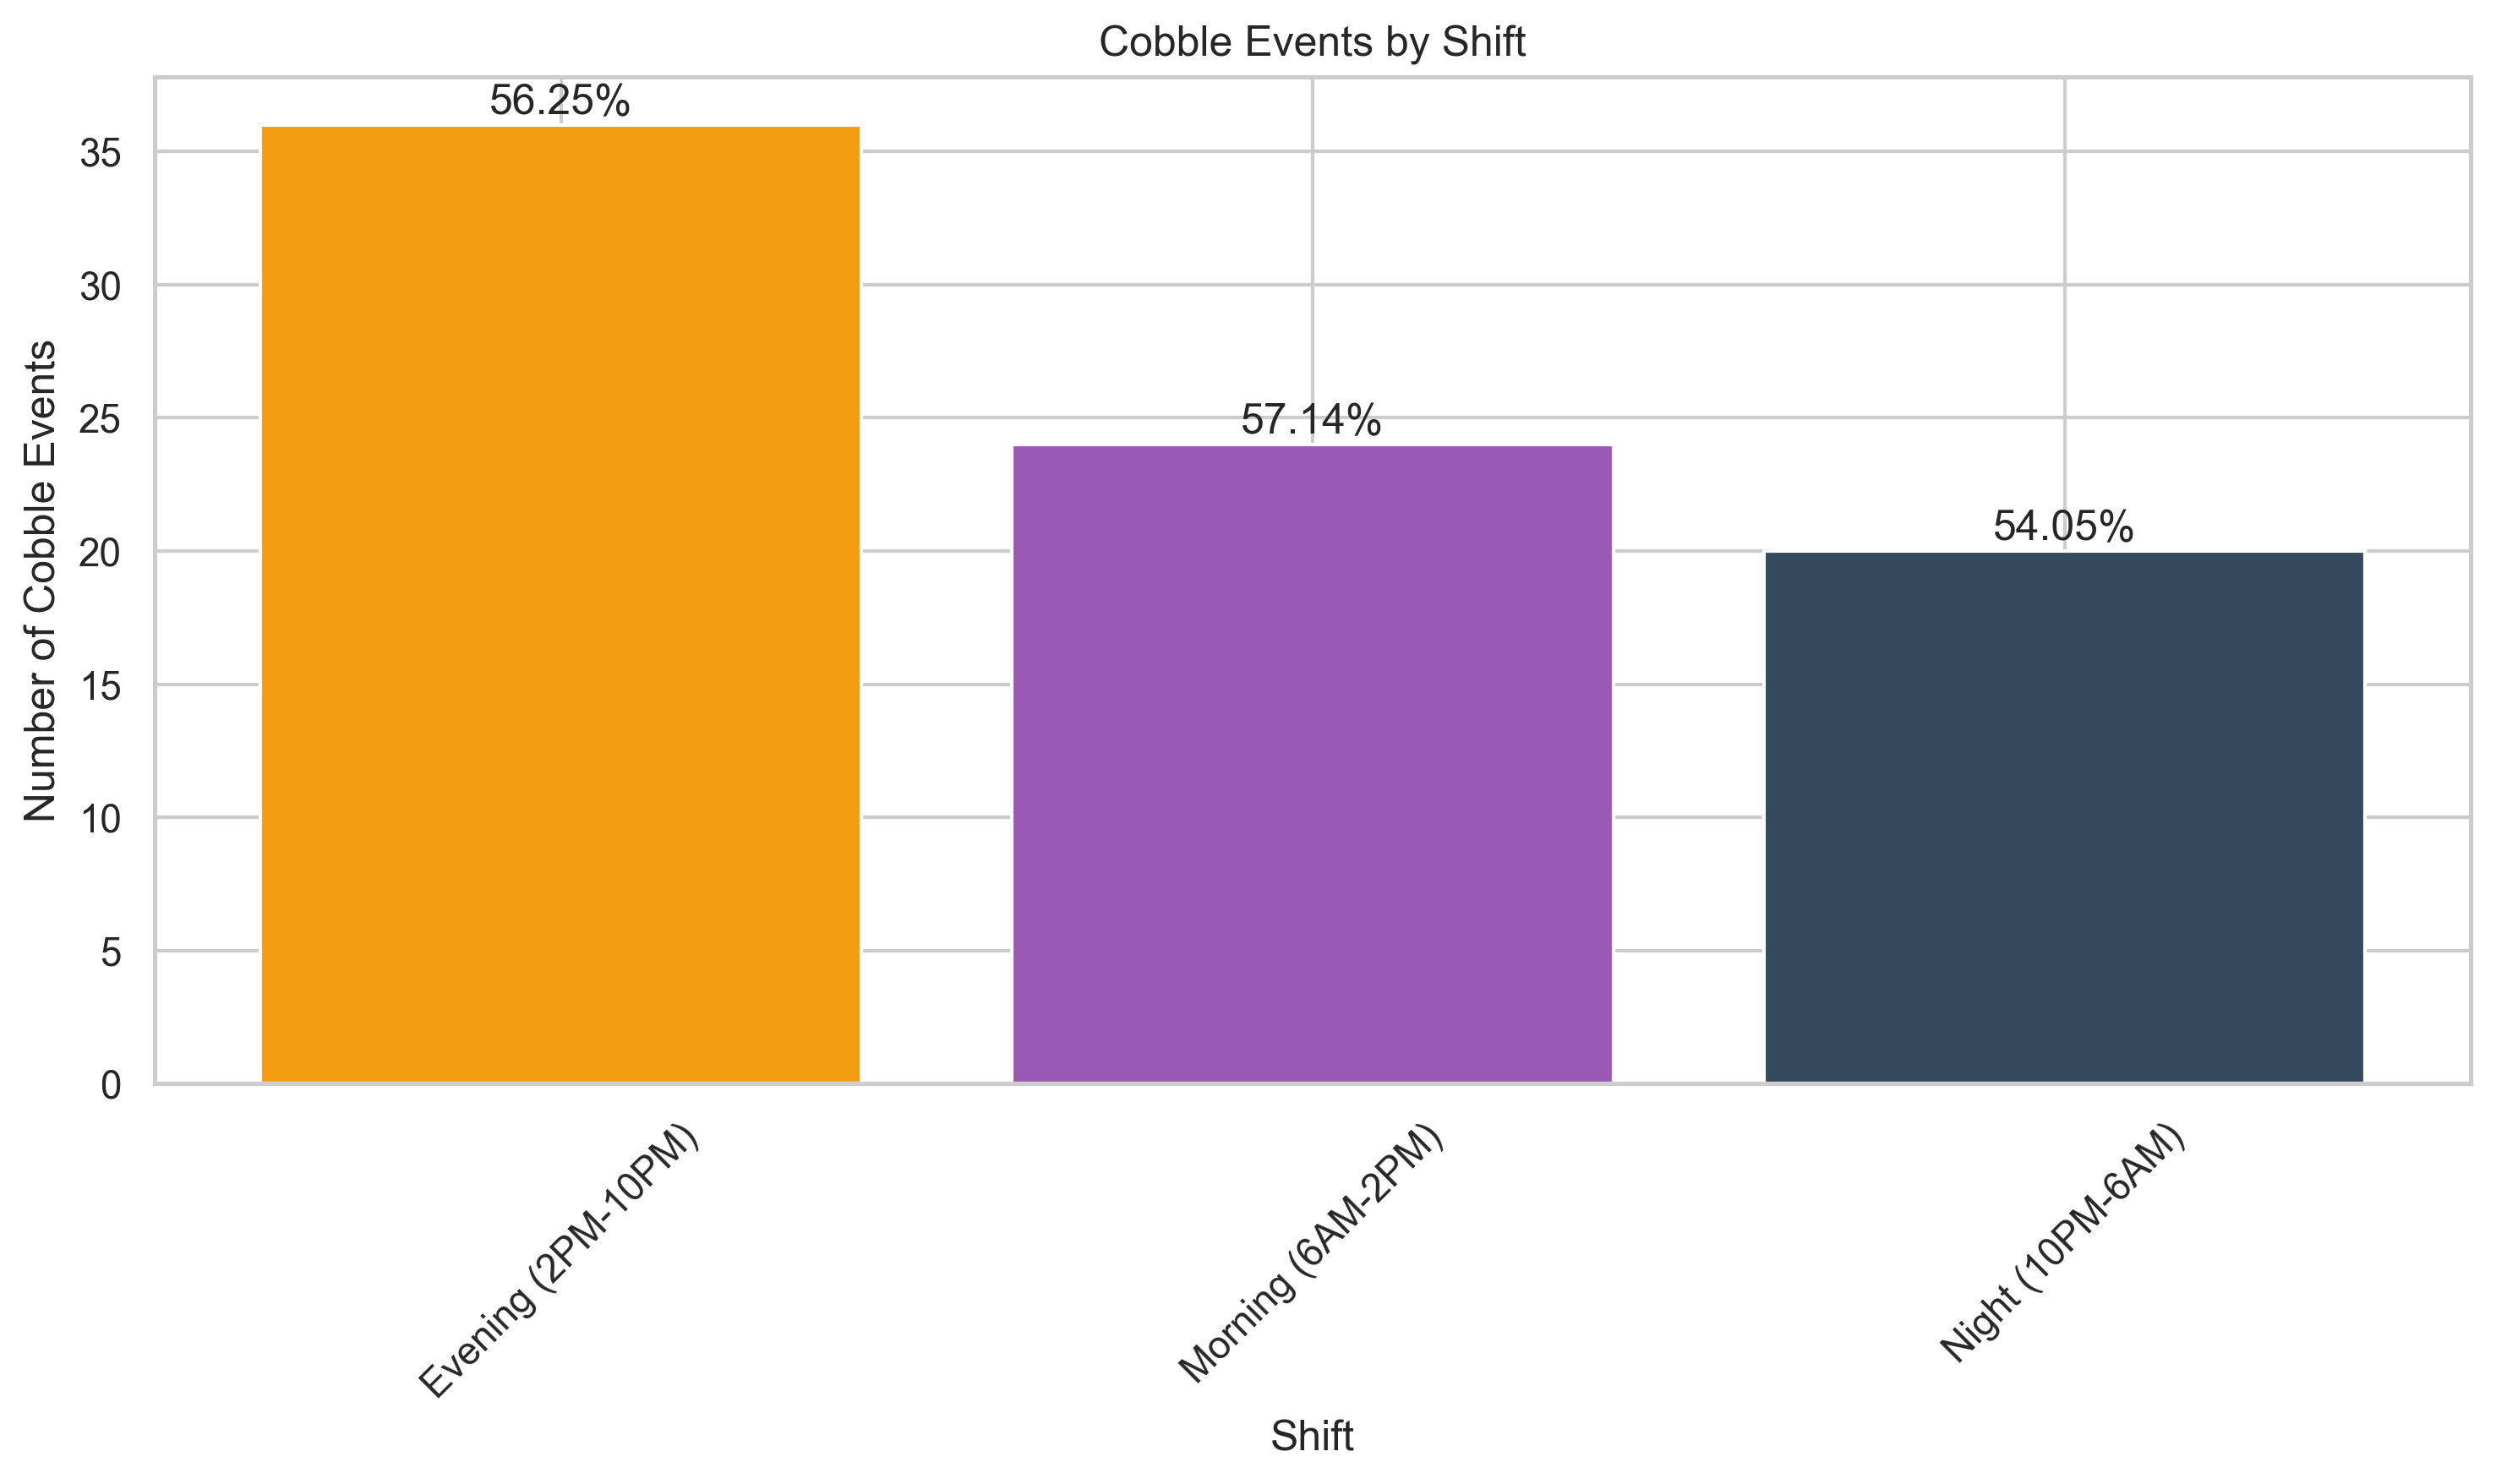 Cobble Events by Shift
56.25%
57.14%
54.05%
35
30
25
20
15
10
5
0
Number of Cobble Events
Evening (2PM-10PM)
Morning (6AM-2PM)
Night (10PM-6AM)
Shift